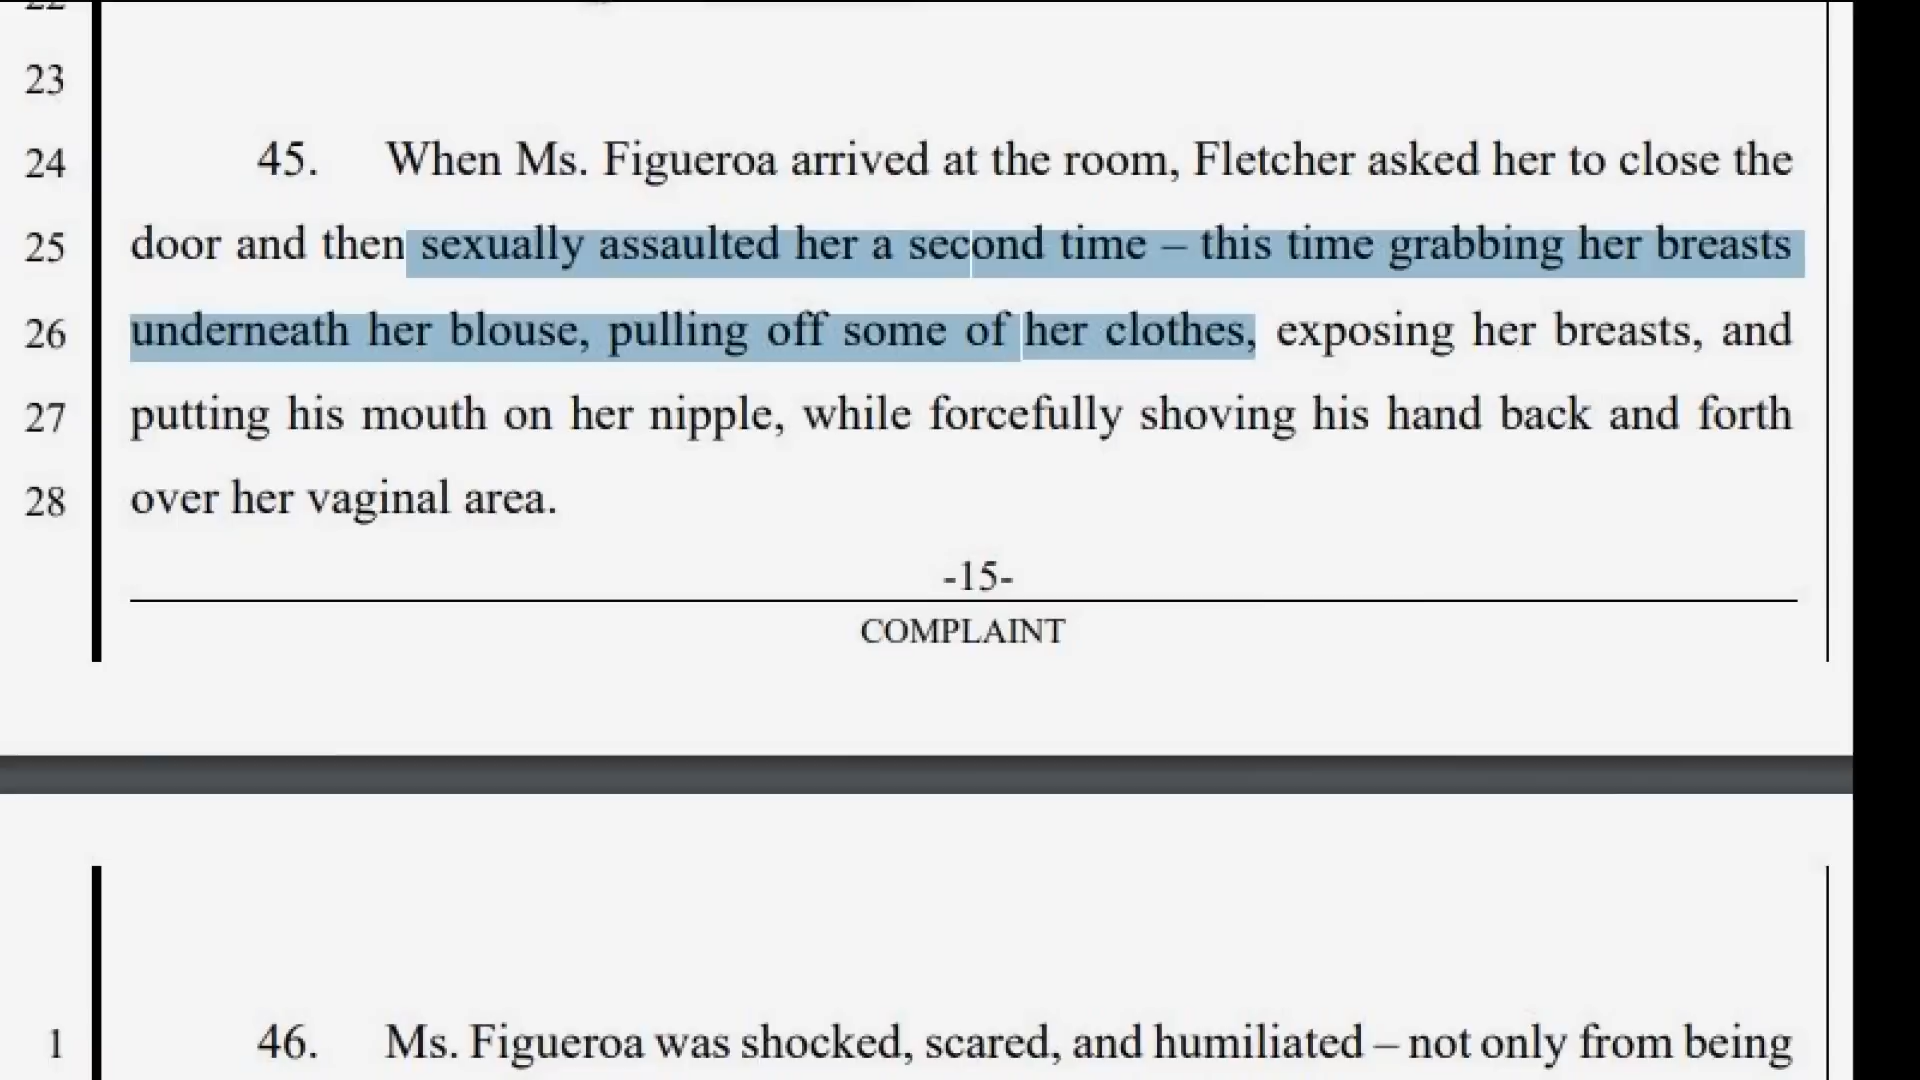 23
24 45. When Ms. Figueroa arrived at the room, Fletcher asked her to close the
25 door and then sexually assaulted her a second time – this time grabbing her breasts
26 underneath her blouse, pulling off some of her clothes, exposing her breasts, and
27 putting his mouth on her nipple, while forcefully shoving his hand back and forth
28 over her vaginal area.
-15-
COMPLAINT
1 46. Ms. Figueroa was shocked, scared, and humiliated – not only from being